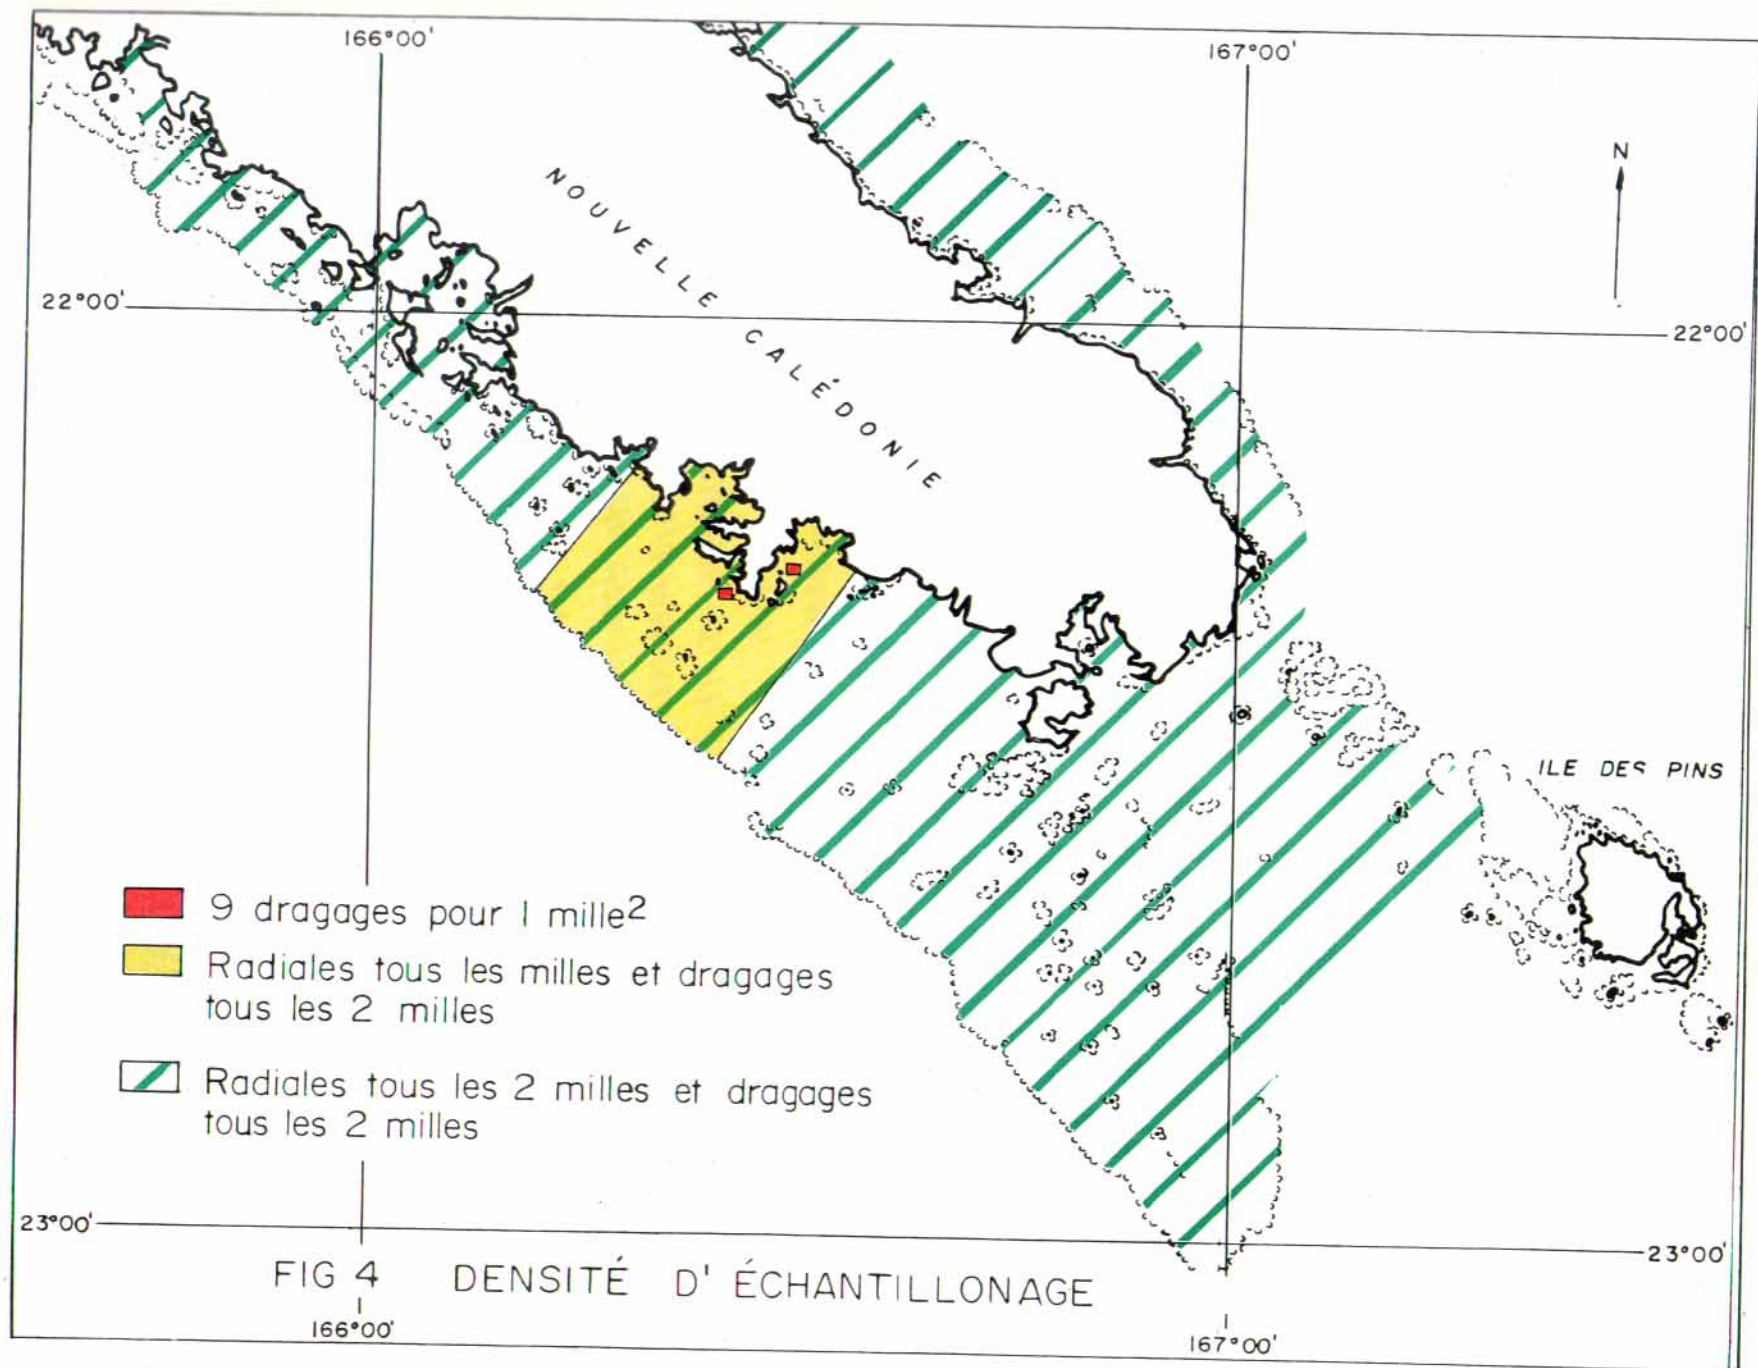 166°00'
167°00'
N
NOUVELLE CALÉDONIE
22°00'
22°00'
ILE DES PINS
9 dragages pour 1 mille2
Radiales tous les milles et dragages
tous les 2 milles
Radiales tous les 2 milles et dragages
tous les 2 milles
23°00'
23°00'
FIG 4 DENSITÉ D'ÉCHANTILLONAGE
166°00'
167°00'